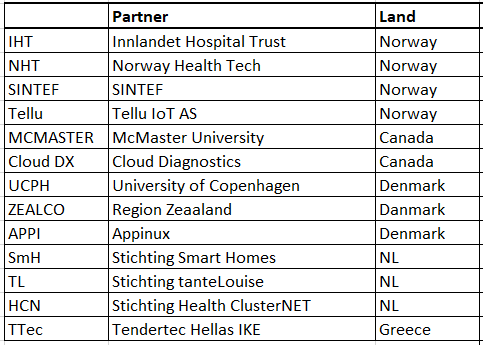 Partner Land
IHT Innlandet Hospital Trust Norway
NHT Norway Health Tech Norway
SINTEF SINTEF Norway
Tellu Tellu IoT AS Norway
MCMASTER McMaster University Canada
Cloud DX Cloud Diagnostics Canada
UCPH University of Copenhagen Denmark
ZEALCO Region Zeaaland Danmark
APPI Appinux Denmark
SmH Stichting Smart Homes NL
TL Stichting tanteLouise NL
HCN Stichting Health ClusterNET NL
TTec Tendertec Hellas IKE Greece